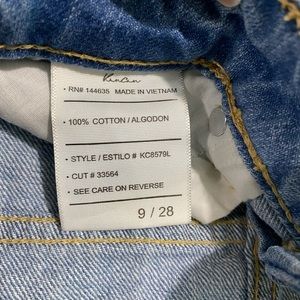 KanCan
• RN# 144635 MADE IN VIETNAM
• 100% COTTON / ALGODON
• STYLE / ESTILO # KC8579L
• CUT # 33564
• SEE CARE ON REVERSE
9 / 28